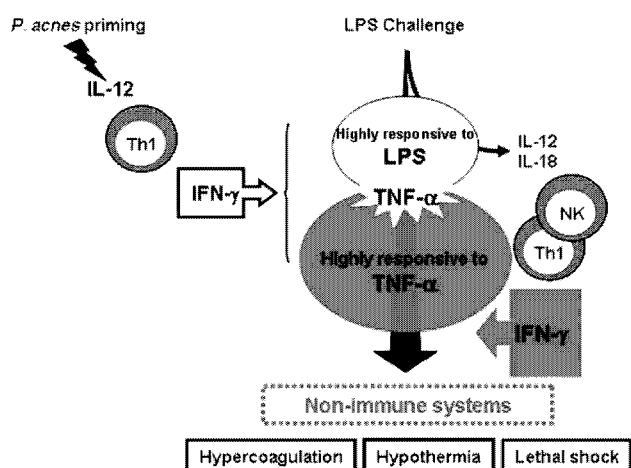 P. acnes priming
LPS Challenge
IL-12
Th1
IFN-γ
Highly responsive to
LPS
IL-12
IL-18
TNF-α
NK
Th1
Highly responsive to
TNF-α
IFN-γ
Non-immune systems
Hypercoagulation
Hypothermia
Lethal shock